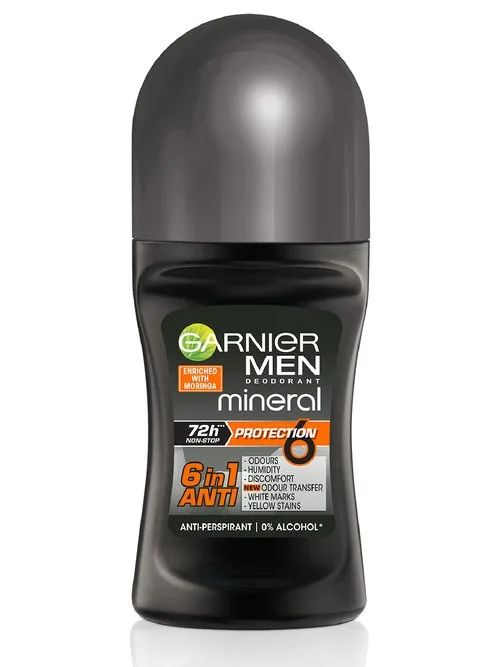 GARNIER
MEN
DEODORANT
mineral
ENRICHED
WITH
MORINGA
72h***
NON-STOP
PROTECTION 6
6 in 1
ANTI
- ODOURS
- HUMIDITY
- DISCOMFORT
NEW ODOUR TRANSFER
- WHITE MARKS
- YELLOW STAINS
ANTI-PERSPIRANT | 0% ALCOHOL*